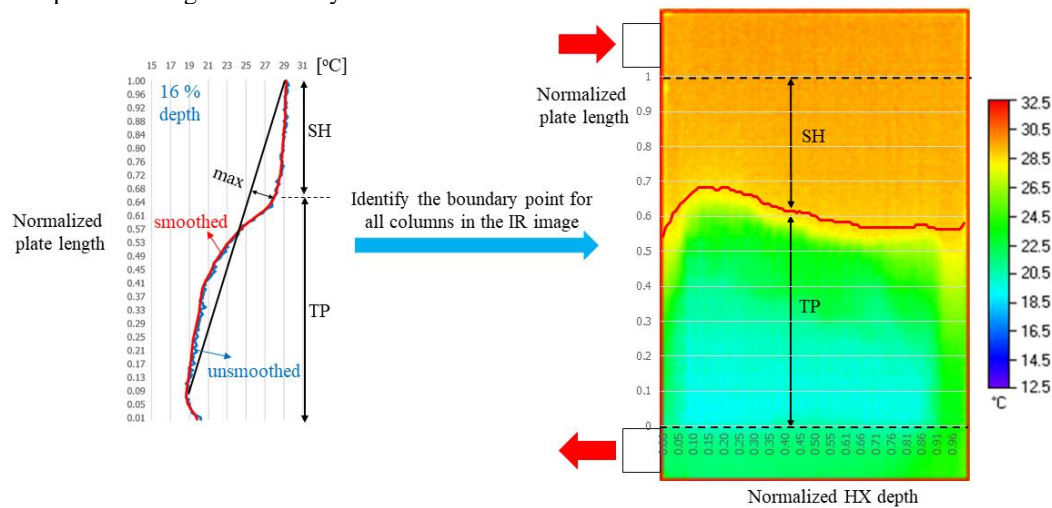 15 17 19 21 23 25 27 29 31 [°C]
1.00
0.96
0.92
0.88
0.84
0.80
0.76
0.72
0.68
0.64
0.61
0.57
0.53
0.49
0.45
0.41
0.37
0.33
0.29
0.25
0.21
0.17
0.13
0.09
0.05
0.01
16 %
depth
SH
max
Normalized
plate length
smoothed
TP
unsmoothed
Identify the boundary point for
all columns in the IR image
Normalized
plate length
1
0.9
0.8
0.7
0.6
0.5
0.4
0.3
0.2
0.1
0
SH
TP
0.00 0.05 0.10 0.15 0.20 0.25 0.30 0.35 0.40 0.45 0.50 0.55 0.61 0.66 0.71 0.76 0.81 0.86 0.91 0.96
Normalized HX depth
32.5
30.5
28.5
26.5
24.5
22.5
20.5
18.5
16.5
14.5
12.5
°C